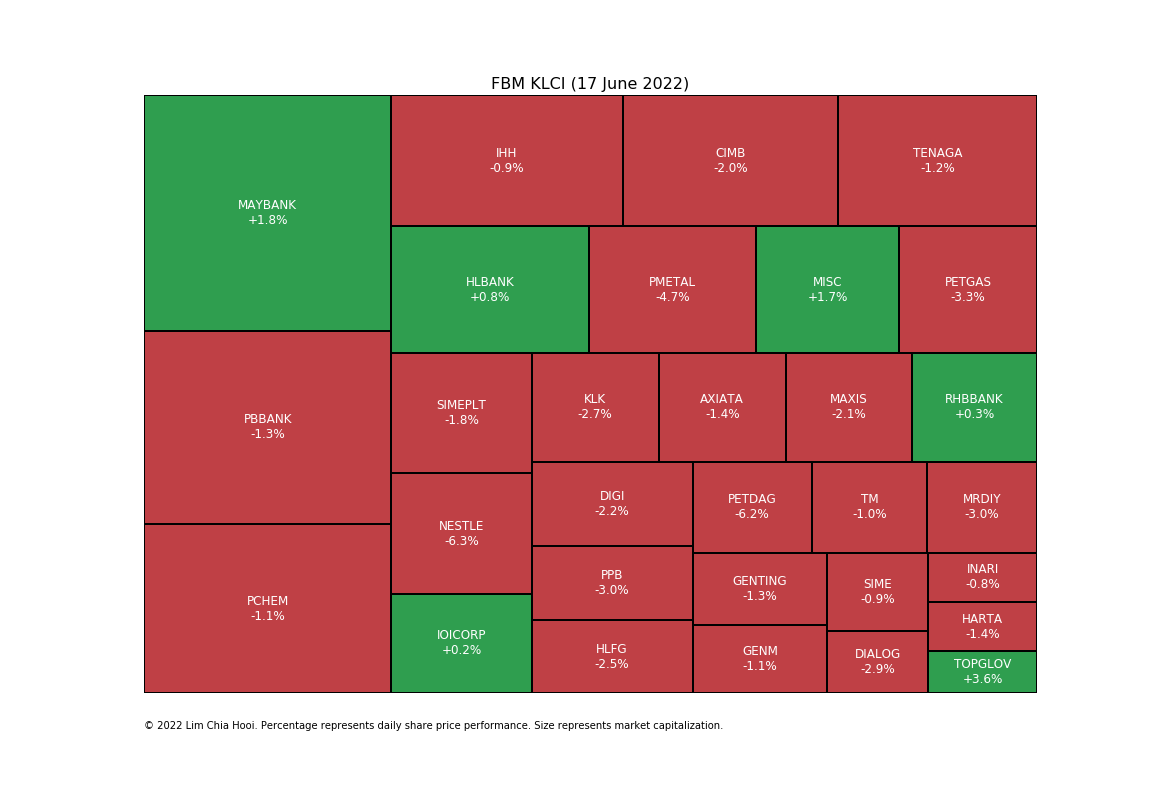 FBM KLCI (17 June 2022)
MAYBANK
+1.8%
PBBANK
-1.3%
PCHEM
-1.1%
IHH
-0.9%
CIMB
-2.0%
TENAGA
-1.2%
HLBANK
+0.8%
PMETAL
-4.7%
MISC
+1.7%
PETGAS
-3.3%
SIMEPLT
-1.8%
NESTLE
-6.3%
IOICORP
+0.2%
KLK
-2.7%
AXIATA
-1.4%
MAXIS
-2.1%
RHBBANK
+0.3%
DIGI
-2.2%
PPB
-3.0%
HLFG
-2.5%
PETDAG
-6.2%
TM
-1.0%
MRDIY
-3.0%
GENTING
-1.3%
GENM
-1.1%
SIME
-0.9%
DIALOG
-2.9%
INARI
-0.8%
HARTA
-1.4%
TOPGLOV
+3.6%
© 2022 Lim Chia Hooi. Percentage represents daily share price performance. Size represents market capitalization.